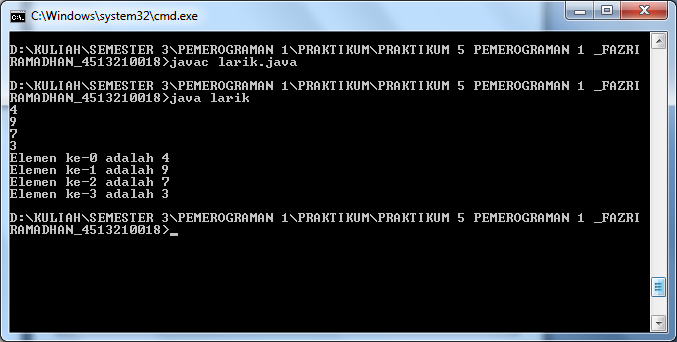 C:\Windows\system32\cmd.exe
D:\KULIAH\SEMESTER 3\PEMEROGRAMAN 1\PRAKTIKUM\PRAKTIKUM 5 PEMEROGRAMAN 1 _FAZRI
RAMADHAN_4513210018>javac larik.java
D:\KULIAH\SEMESTER 3\PEMEROGRAMAN 1\PRAKTIKUM\PRAKTIKUM 5 PEMEROGRAMAN 1 _FAZRI
RAMADHAN_4513210018>java larik
4
9
7
3
Elemen ke-0 adalah 4
Elemen ke-1 adalah 9
Elemen ke-2 adalah 7
Elemen ke-3 adalah 3
D:\KULIAH\SEMESTER 3\PEMEROGRAMAN 1\PRAKTIKUM\PRAKTIKUM 5 PEMEROGRAMAN 1 _FAZRI
RAMADHAN_4513210018>_